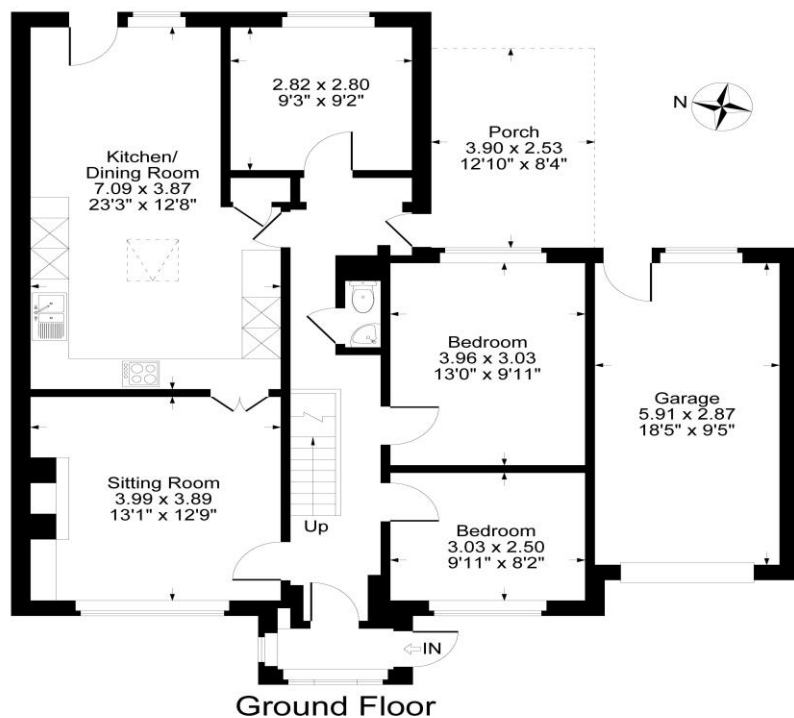 2.82 x 2.80
9'3" x 9'2"
N
Porch
3.90 x 2.53
12'10" x 8'4"
Kitchen/
Dining Room
7.09 x 3.87
23'3" x 12'8"
Bedroom
3.96 x 3.03
13'0" x 9'11"
Garage
5.91 x 2.87
18'5" x 9'5"
Sitting Room
3.99 x 3.89
13'1" x 12'9"
Up
Bedroom
3.03 x 2.50
9'11" x 8'2"
IN
Ground Floor